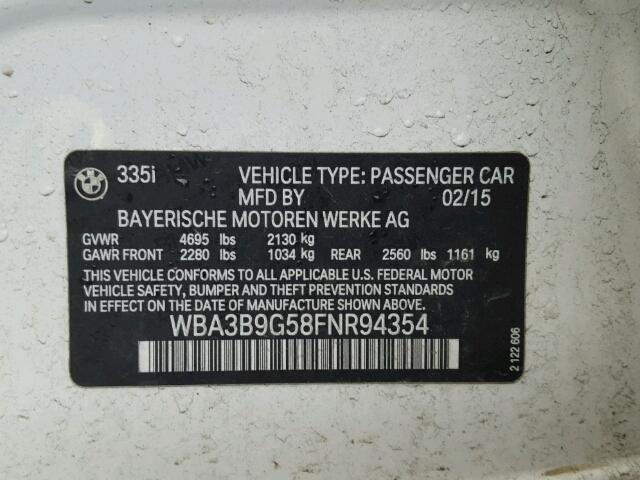 335i VEHICLE TYPE: PASSENGER CAR
MFD BY 02/15
BAYERISCHE MOTOREN WERKE AG
GVWR 4695 lbs 2130 kg
GAWR FRONT 2280 lbs 1034 kg REAR 2560 lbs 1161 kg
THIS VEHICLE CONFORMS TO ALL APPLICABLE U.S. FEDERAL MOTOR
VEHICLE SAFETY, BUMPER, AND THEFT PREVENTION STANDARDS
IN EFFECT ON THE DATE OF MANUFACTURE SHOWN ABOVE.
WBA3B9G58FNR94354
2 122 606